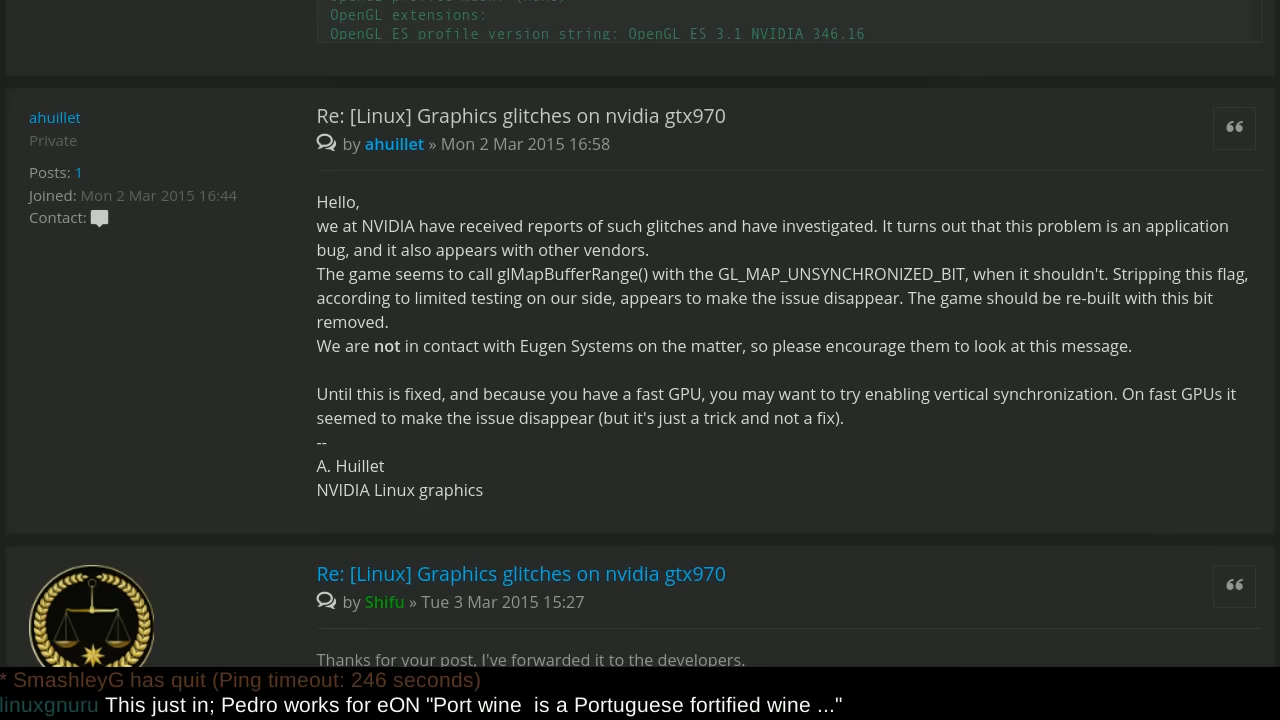 OpenGL extensions:
OpenGL ES profile version string: OpenGL ES 3.1 NVIDIA 346.16
ahuillet
Private
Posts: 1
Joined: Mon 2 Mar 2015 16:44
Contact:
Re: [Linux] Graphics glitches on nvidia gtx970
by ahuillet » Mon 2 Mar 2015 16:58
Hello,
we at NVIDIA have received reports of such glitches and have investigated. It turns out that this problem is an application
bug, and it also appears with other vendors.
The game seems to call glMapBufferRange() with the GL_MAP_UNSYNCHRONIZED_BIT, when it shouldn't. Stripping this flag,
according to limited testing on our side, appears to make the issue disappear. The game should be re-built with this bit
removed.
We are not in contact with Eugen Systems on the matter, so please encourage them to look at this message.
Until this is fixed, and because you have a fast GPU, you may want to try enabling vertical synchronization. On fast GPUs it
seemed to make the issue disappear (but it's just a trick and not a fix).
--
A. Huillet
NVIDIA Linux graphics
Re: [Linux] Graphics glitches on nvidia gtx970
by Shifu » Tue 3 Mar 2015 15:27
Thanks for your post, I've forwarded it to the developers.
* SmashleyG has quit (Ping timeout: 246 seconds)
linuxgnuru This just in; Pedro works for eON "Port wine  is a Portuguese fortified wine ..."